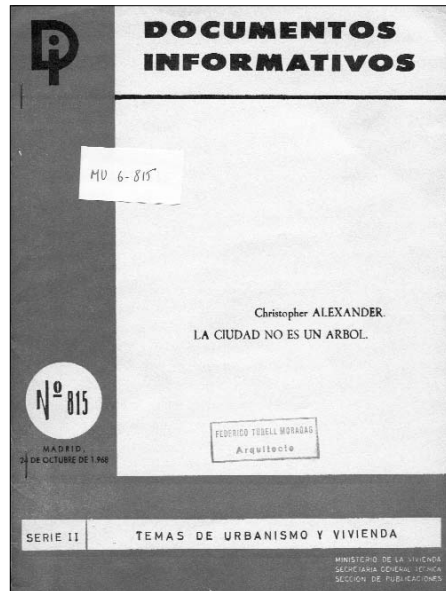 DI
DOCUMENTOS
INFORMATIVOS
MU 6-815
Christopher ALEXANDER.
LA CIUDAD NO ES UN ARBOL.
Nº 815
MADRID,
24 DE OCTUBRE DE 1.968
FEDERICO TUBELL MORAGAS
Arquitecto
SERIE II
TEMAS DE URBANISMO Y VIVIENDA
MINISTERIO DE LA VIVIENDA
SECRETARIA GENERAL TECNICA
SECCION DE PUBLICACIONES